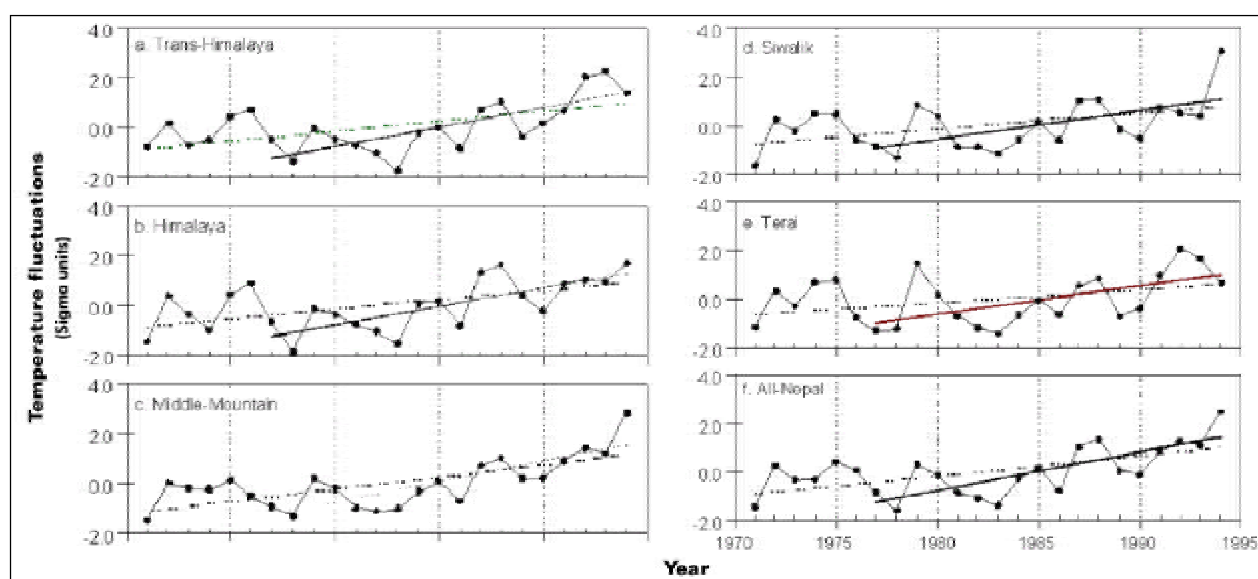 Temperature fluctuations
(Sigma units)
a. Trans-Himalaya
4.0
2.0
0.0
-2.0
b. Himalaya
4.0
2.0
0.0
-2.0
c. Middle-Mountain
4.0
2.0
0.0
-2.0
d. Siwalik
4.0
2.0
0.0
-2.0
e. Terai
4.0
2.0
0.0
-2.0
f. All-Nepal
4.0
2.0
0.0
-2.0
1970 1975 1980 1985 1990 1995
Year